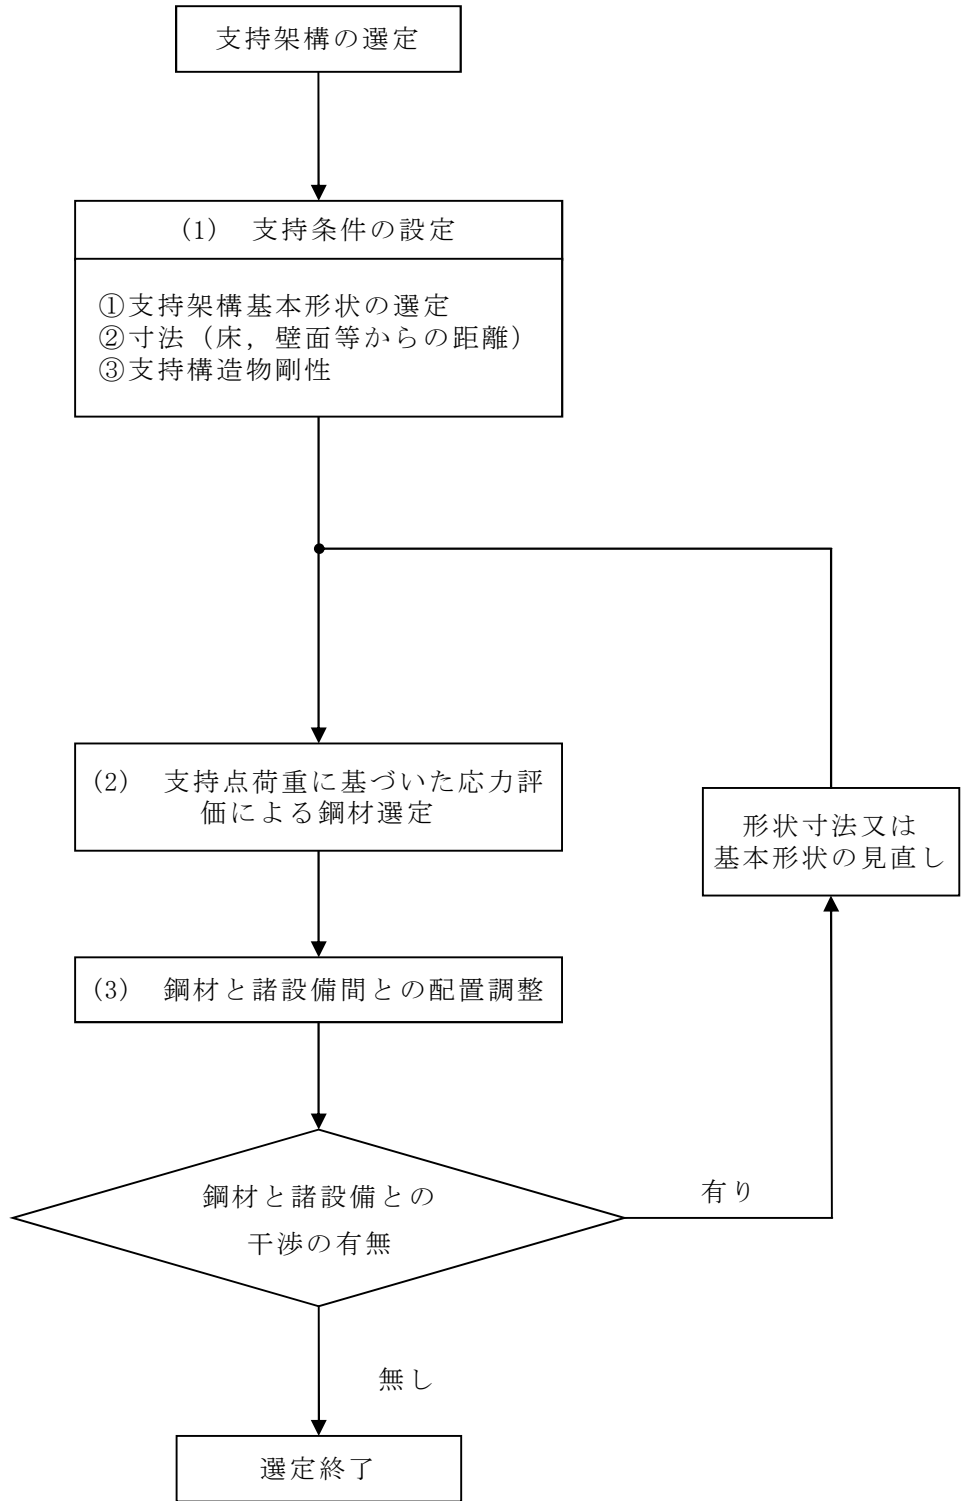 支持架構の選定
(1) 支持条件の設定
①支持架構基本形状の選定
②寸法（床，壁面等からの距離）
③支持構造物剛性
(2) 支持点荷重に基づいた応力評
価による鋼材選定
形状寸法又は
基本形状の見直し
(3) 鋼材と諸設備間との配置調整
鋼材と諸設備との
干渉の有無
有り
無し
選定終了